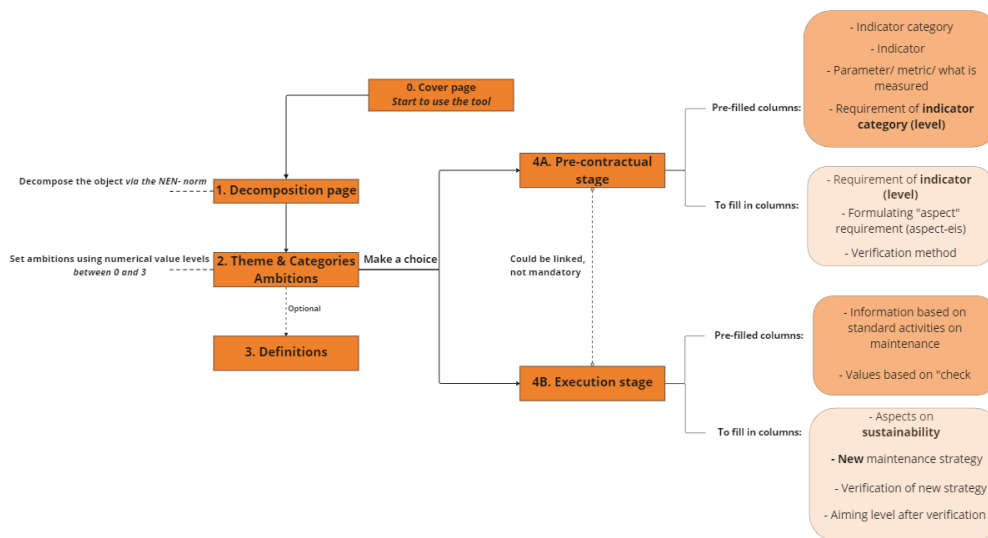 0. Cover page
Start to use the tool
Decompose the object via the NEN- norm
1. Decomposition page
Set ambitions using numerical value levels
between 0 and 3
2. Theme & Categories
Ambitions
Make a choice
Optional
3. Definitions
4A. Pre-contractual
stage
Could be linked,
not mandatory
4B. Execution stage
Pre-filled columns:
- Indicator category
- Indicator
- Parameter/ metric/ what is
measured
- Requirement of indicator
category (level)
To fill in columns:
- Requirement of indicator
(level)
- Formulating "aspect"
requirement (aspect-eis)
- Verification method
Pre-filled columns:
- Information based on
standard activities on
maintenance
- Values based on "check
To fill in columns:
- Aspects on
sustainability
- New maintenance strategy
- Verification of new strategy
- Aiming level after verification